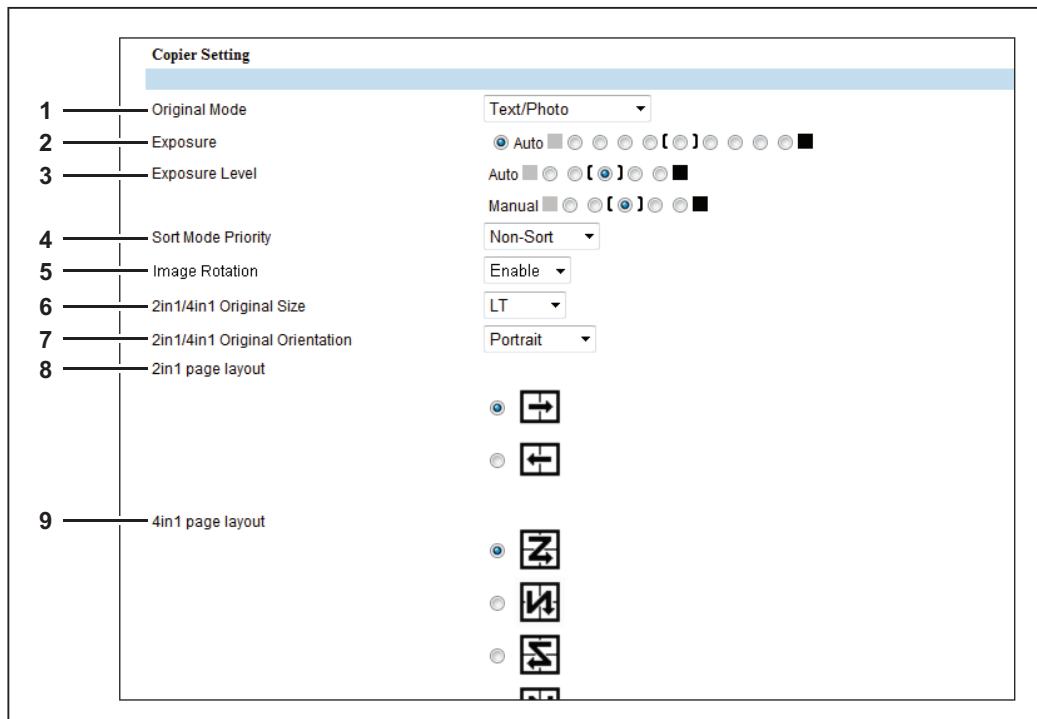 Copier Setting
1 Original Mode Text/Photo
2 Exposure Auto [ ]
3 Exposure Level Auto [ ]
Manual [ ]
4 Sort Mode Priority Non-Sort
5 Image Rotation Enable
6 2in1/4in1 Original Size LT
7 2in1/4in1 Original Orientation Portrait
8 2in1 page layout
9 4in1 page layout